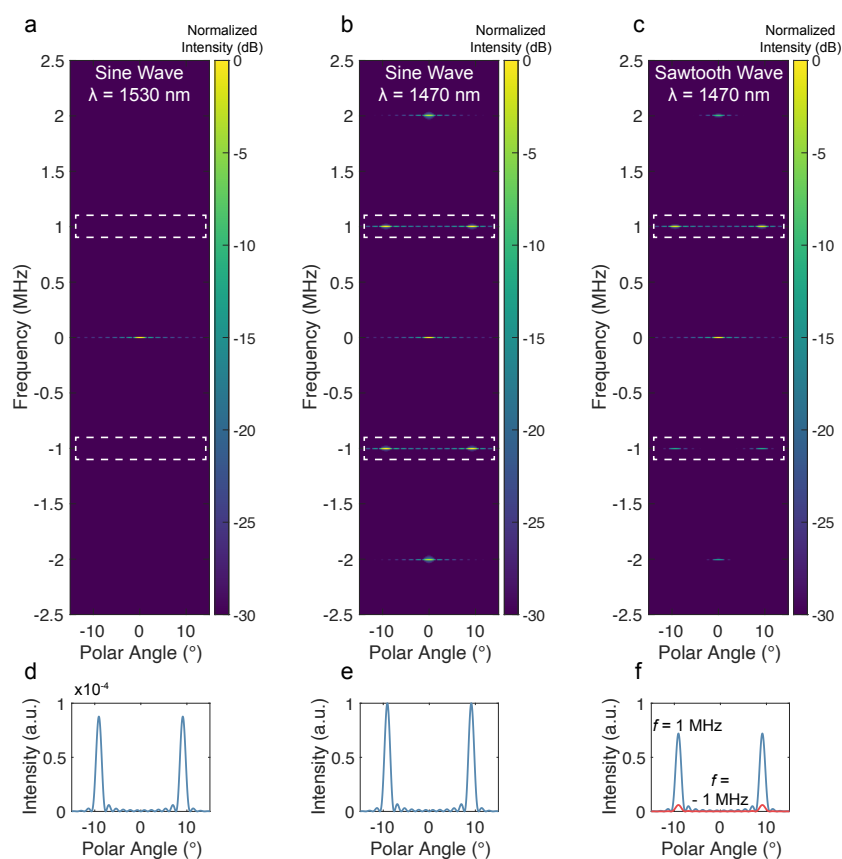 a
Normalized
Intensity (dB)
b
Normalized
Intensity (dB)
c
Normalized
Intensity (dB)
Sine Wave
λ = 1530 nm
Sine Wave
λ = 1470 nm
Sawtooth Wave
λ = 1470 nm
Frequency (MHz)
2.5
2
1.5
1
0.5
0
-0.5
-1
-1.5
-2
-2.5
-10 0 10
Polar Angle (°)
0
-5
-10
-15
-20
-25
-30
Frequency (MHz)
2.5
2
1.5
1
0.5
0
-0.5
-1
-1.5
-2
-2.5
-10 0 10
Polar Angle (°)
0
-5
-10
-15
-20
-25
-30
Frequency (MHz)
2.5
2
1.5
1
0.5
0
-0.5
-1
-1.5
-2
-2.5
-10 0 10
Polar Angle (°)
0
-5
-10
-15
-20
-25
-30
d
x10-4
Intensity (a.u.)
1
0.5
0
-10 0 10
Polar Angle (°)
e
Intensity (a.u.)
1
0.5
0
-10 0 10
Polar Angle (°)
f
Intensity (a.u.)
1
0.5
0
f = 1 MHz
f =
- 1 MHz
-10 0 10
Polar Angle (°)